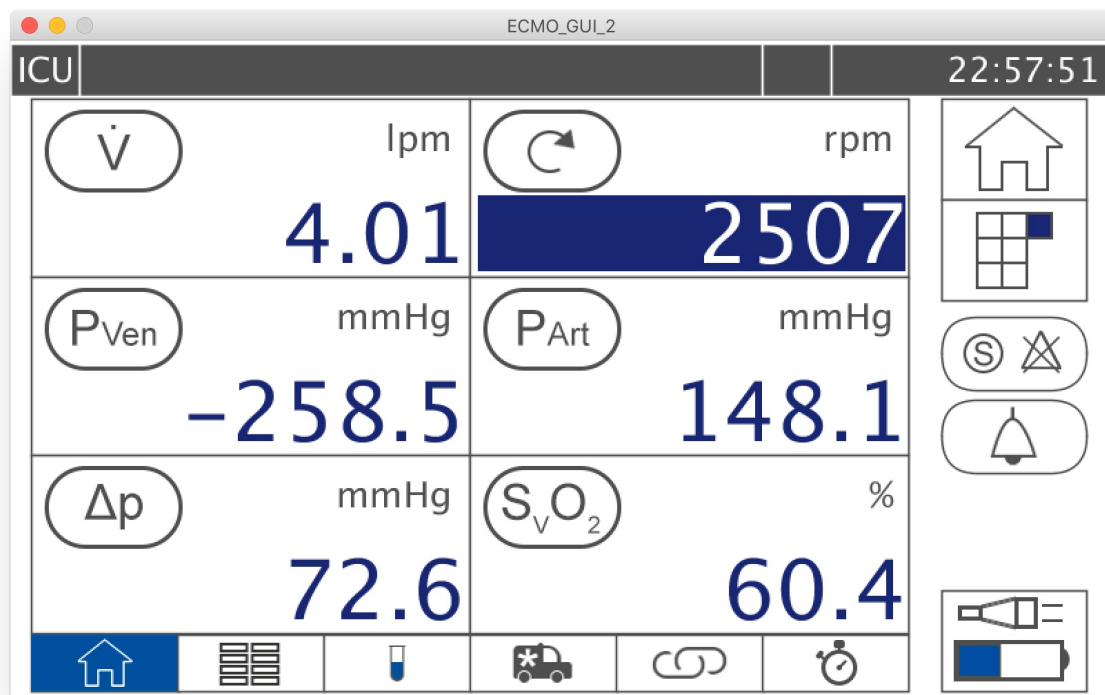 ECMO_GUI_2
ICU 22:57:51
V̇ lpm
4.01
rpm
2507
PVen mmHg
-258.5
PArt mmHg
148.1
Δp mmHg
72.6
SVO2 %
60.4
S